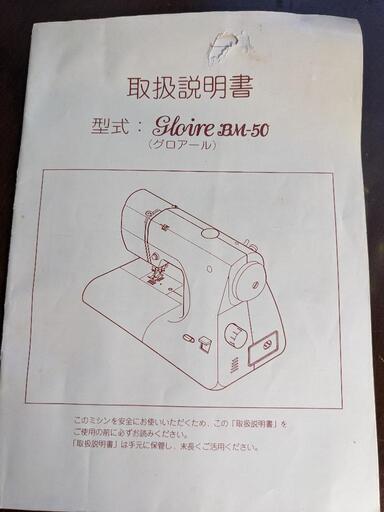 取扱説明書
型式：Gloire BM-50
(グロアール)
このミシンを安全にお使いいただくため、この「取扱説明書」を
ご使用の前に必ずお読みください。
「取扱説明書」は手元に保管し、末長くご活用ください。